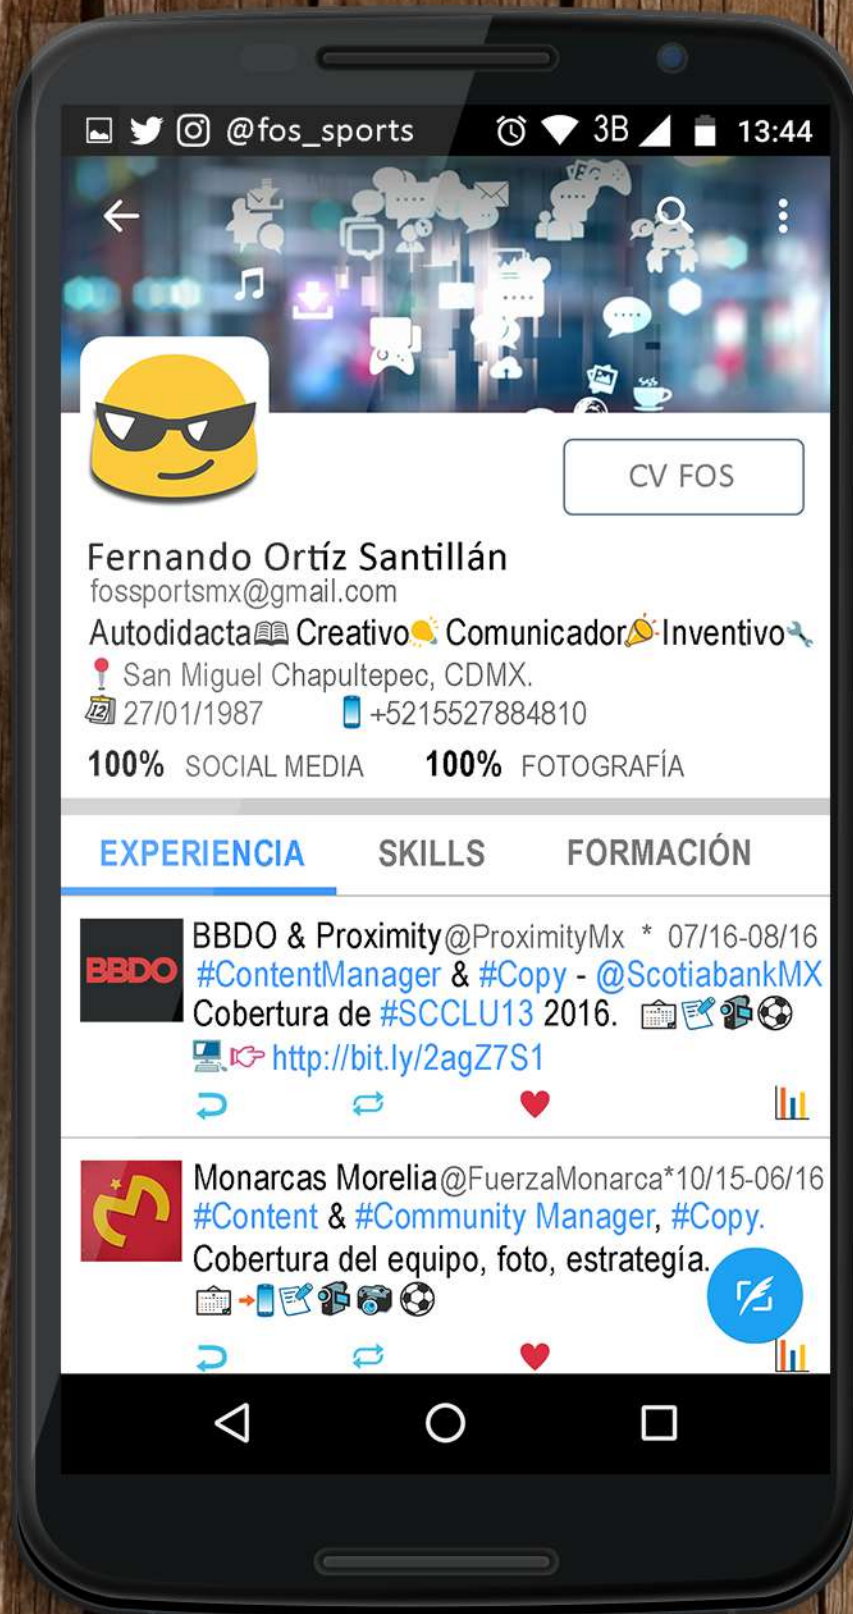 @fos_sports 3B 13:44
CV FOS
Fernando Ortíz Santillán
fossportsmx@gmail.com
Autodidacta Creativo Comunicador Inventivo
San Miguel Chapultepec, CDMX.
12 27/01/1987 +5215527884810
100% SOCIAL MEDIA 100% FOTOGRAFÍA
EXPERIENCIA SKILLS FORMACIÓN
BBDO
BBDO & Proximity@ProximityMx * 07/16-08/16
#ContentManager & #Copy - @ScotiabankMX
Cobertura de #SCCLU13 2016.
http://bit.ly/2agZ7S1
Monarcas Morelia@FuerzaMonarca*10/15-06/16
#Content & #Community Manager, #Copy.
Cobertura del equipo, foto, estrategía.